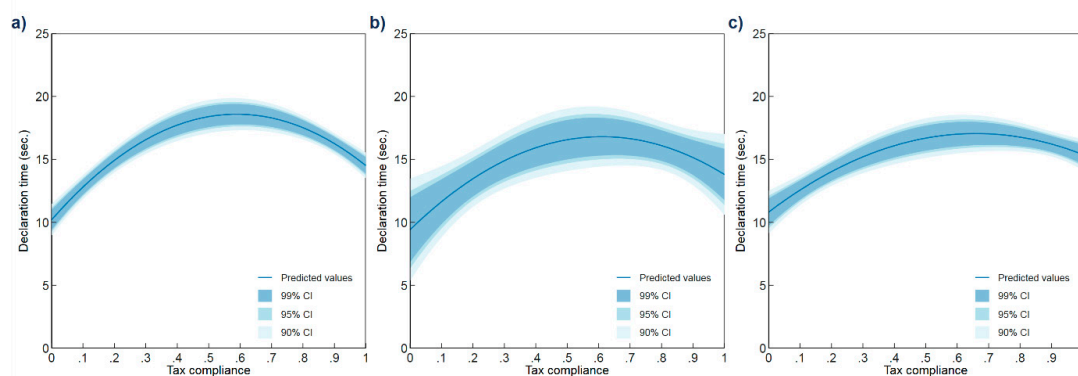 a)
Declaration time (sec.)
25
20
15
10
5
0
Predicted values
99% CI
95% CI
90% CI
0 .1 .2 .3 .4 .5 .6 .7 .8 .9 1
Tax compliance
b)
Declaration time (sec.)
25
20
15
10
5
0
Predicted values
99% CI
95% CI
90% CI
0 .1 .2 .3 .4 .5 .6 .7 .8 .9 1
Tax compliance
c)
Declaration time (sec.)
25
20
15
10
5
0
Predicted values
99% CI
95% CI
90% CI
0 .1 .2 .3 .4 .5 .6 .7 .8 .9
Tax compliance